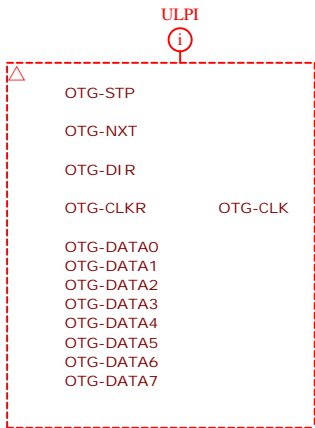 ULPI
i
OTG-STP
OTG-NXT
OTG-DIR
OTG-CLKR OTG-CLK
OTG-DATA0
OTG-DATA1
OTG-DATA2
OTG-DATA3
OTG-DATA4
OTG-DATA5
OTG-DATA6
OTG-DATA7